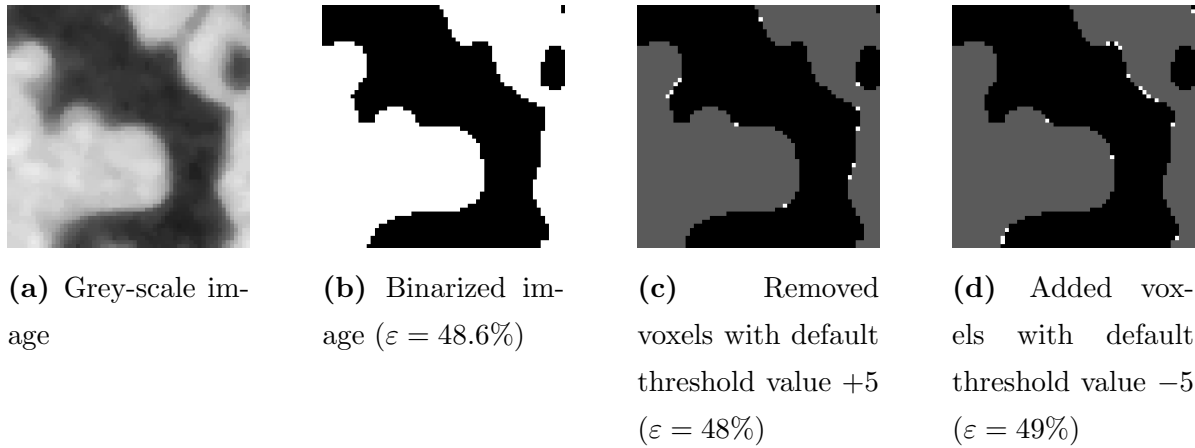 (a) Grey-scale im-
age
(b) Binarized im-
age (ε = 48.6%)
(c) Removed
voxels with default
threshold value +5
(ε = 48%)
(d) Added vox-
els with default
threshold value −5
(ε = 49%)